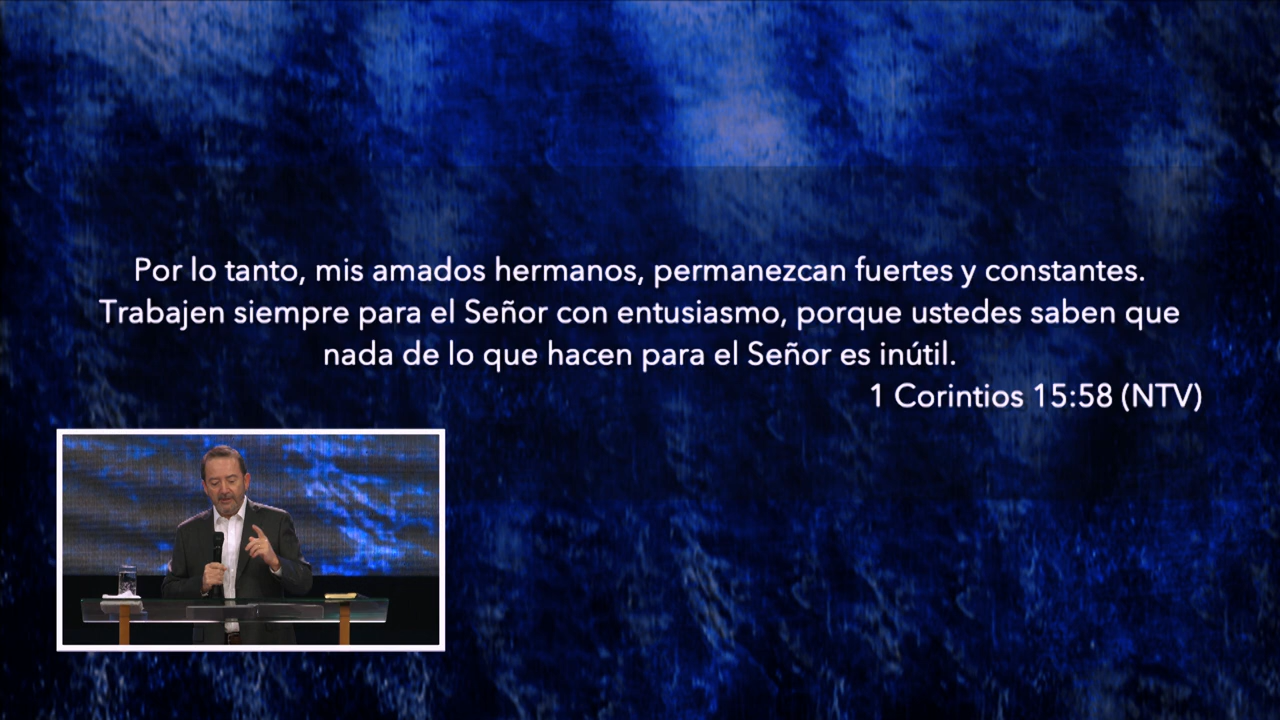 Por lo tanto, mis amados hermanos, permanezcan fuertes y constantes.
Trabajen siempre para el Señor con entusiasmo, porque ustedes saben que
nada de lo que hacen para el Señor es inútil.
1 Corintios 15:58 (NTV)